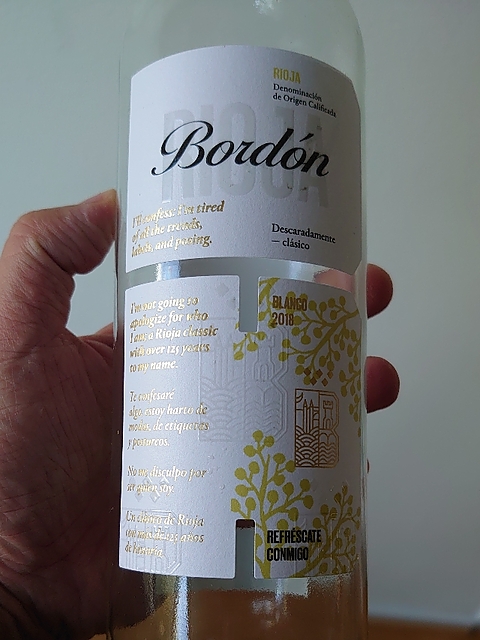 RIOJA
Denominación
de Origen Calificada
RIOJA
Bordón
I'll confess: I'm tired
of all the trends,
labels, and posing.
Descaradamente
— clásico
I'm not going to
apologize for who
I am: a Rioja classic
with over 125 years
to my name.
BLANCO
2018
Te confesaré
algo: estoy harto de
modas, de etiquetas
y postureos.
No me disculpo por
ser quien soy.
Un clásico de Rioja
con más de 125 años
de historia.
REFRÉSCATE
CONMIGO